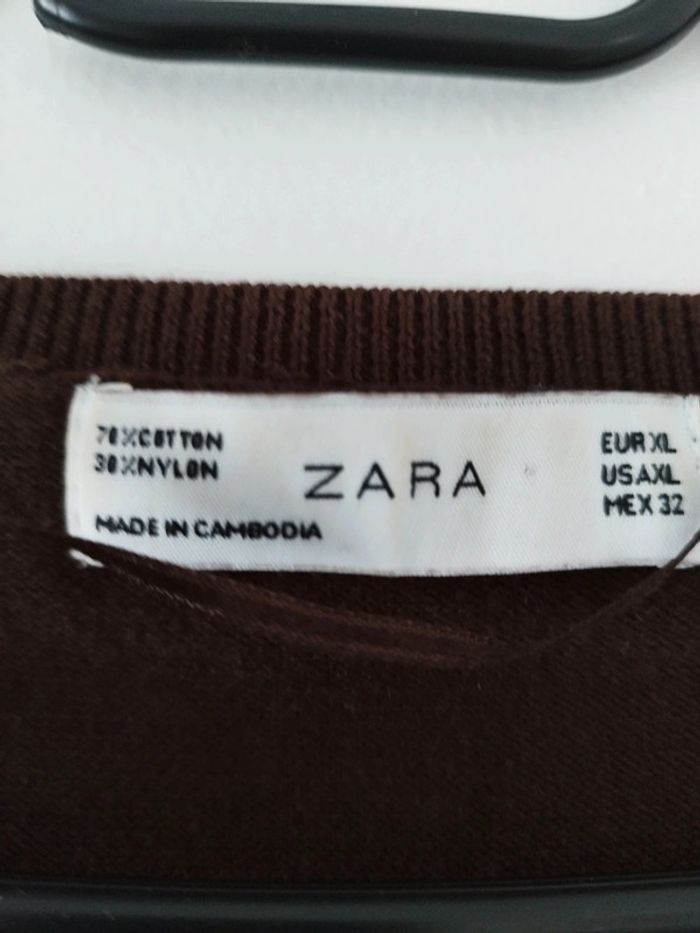 70%COTTON
30%NYLON
MADE IN CAMBODIA
ZARA
EUR XL
USA XL
MEX 32